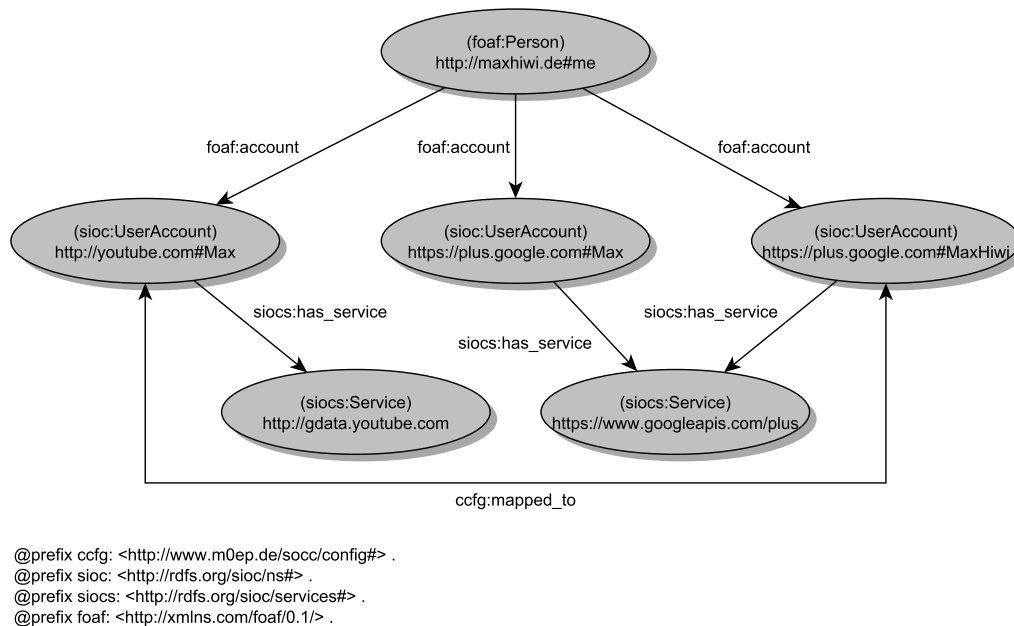 (foaf:Person)
http://maxhiwi.de#me
foaf:account
foaf:account
foaf:account
(sioc:UserAccount)
http://youtube.com#Max
(sioc:UserAccount)
https://plus.google.com#Max
(sioc:UserAccount)
https://plus.google.com#MaxHiwi
siocs:has_service
siocs:has_service
siocs:has_service
(siocs:Service)
http://gdata.youtube.com
(siocs:Service)
https://www.googleapis.com/plus
ccfg:mapped_to
@prefix ccfg: <http://www.m0ep.de/socc/config#> .
@prefix sioc: <http://rdfs.org/sioc/ns#> .
@prefix siocs: <http://rdfs.org/sioc/services#> .
@prefix foaf: <http://xmlns.com/foaf/0.1/> .